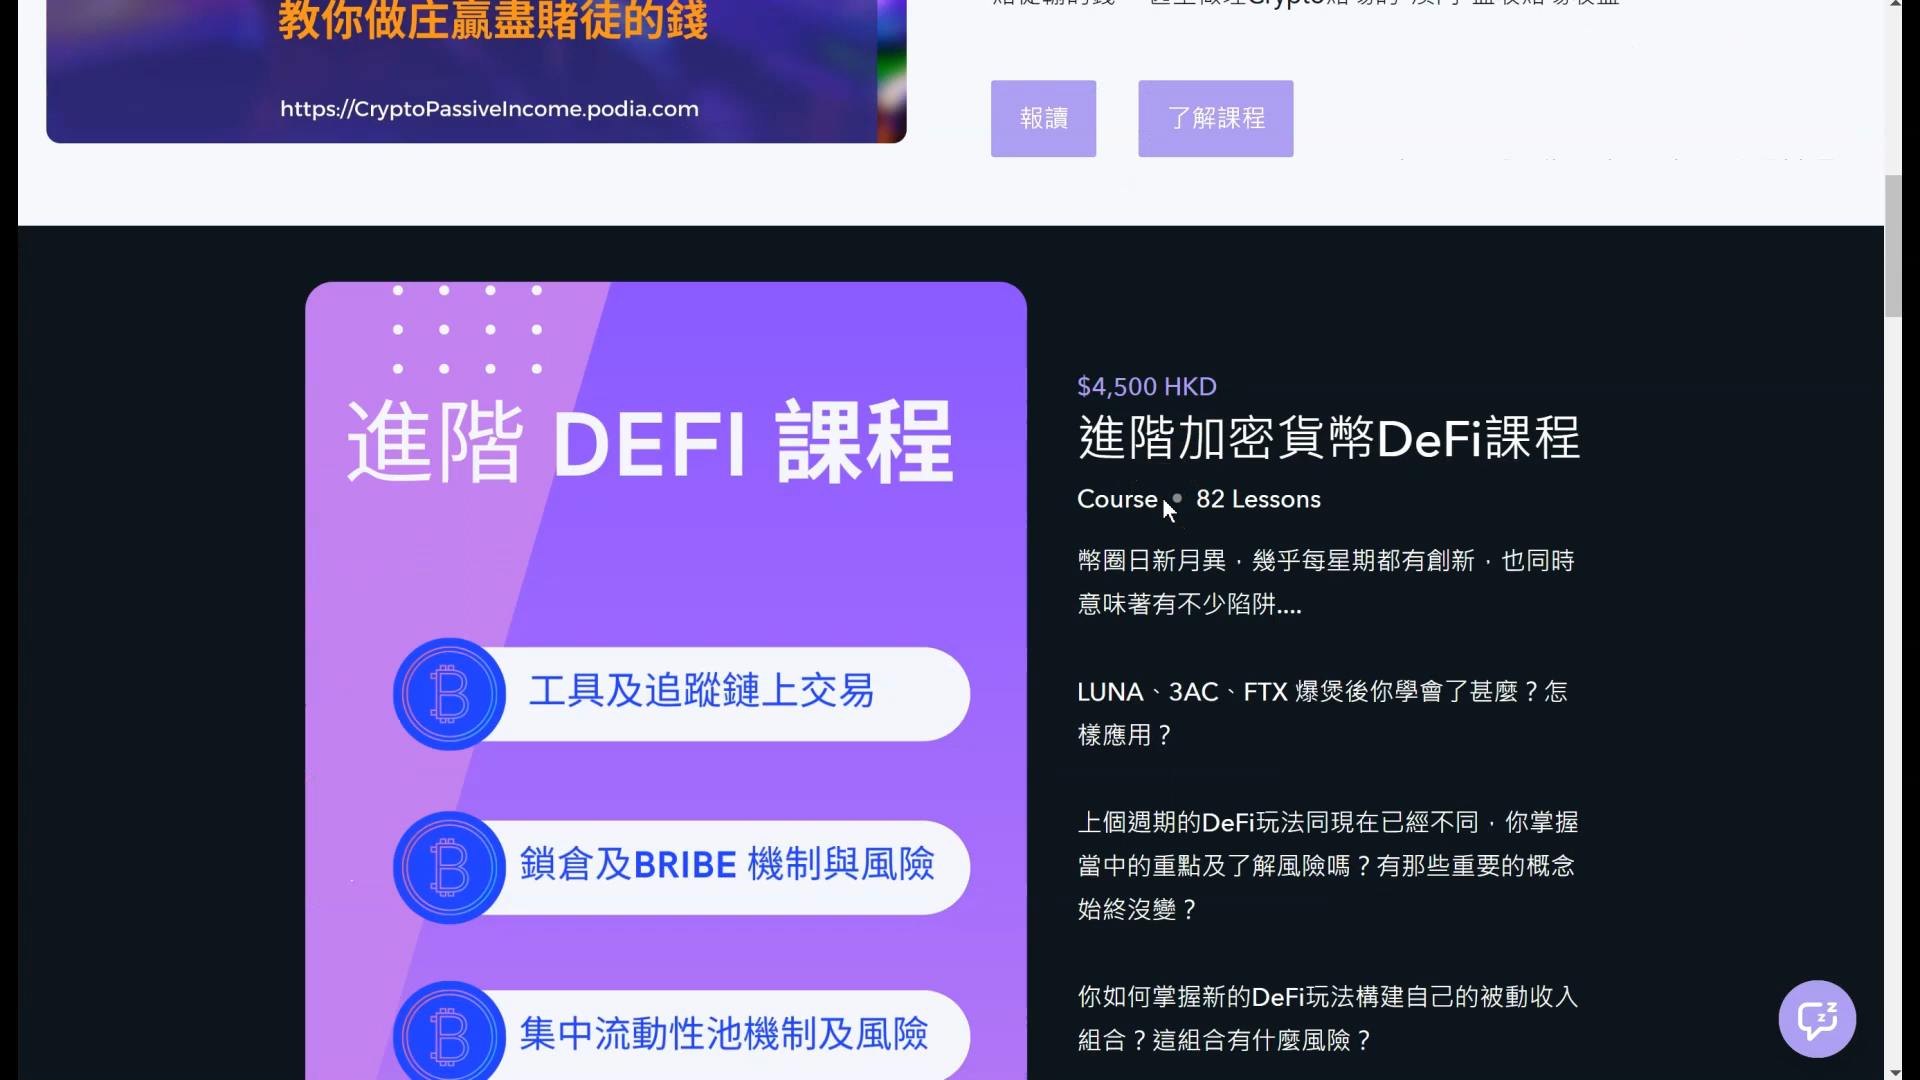 教你做庄贏盡賭徒的錢
https://CryptoPassiveIncome.podia.com
報讀
了解課程
進階 DEFI 課程
工具及追蹤鏈上交易
鎖倉及BRIBE 機制與風險
集中流動性池機制及風險
$4,500 HKD
進階加密貨幣DeFi課程
Course • 82 Lessons
幣圈日新月異，幾乎每星期都有創新，也同時
意味著有不少陷阱....
LUNA、3AC、FTX 爆煲後你學會了甚麼？怎
樣應用？
上個週期的DeFi玩法同現在已經不同，你掌握
當中的重點及了解風險嗎？有那些重要的概念
始終沒變？
你如何掌握新的DeFi玩法構建自己的被動收入
組合？這組合有什麼風險？